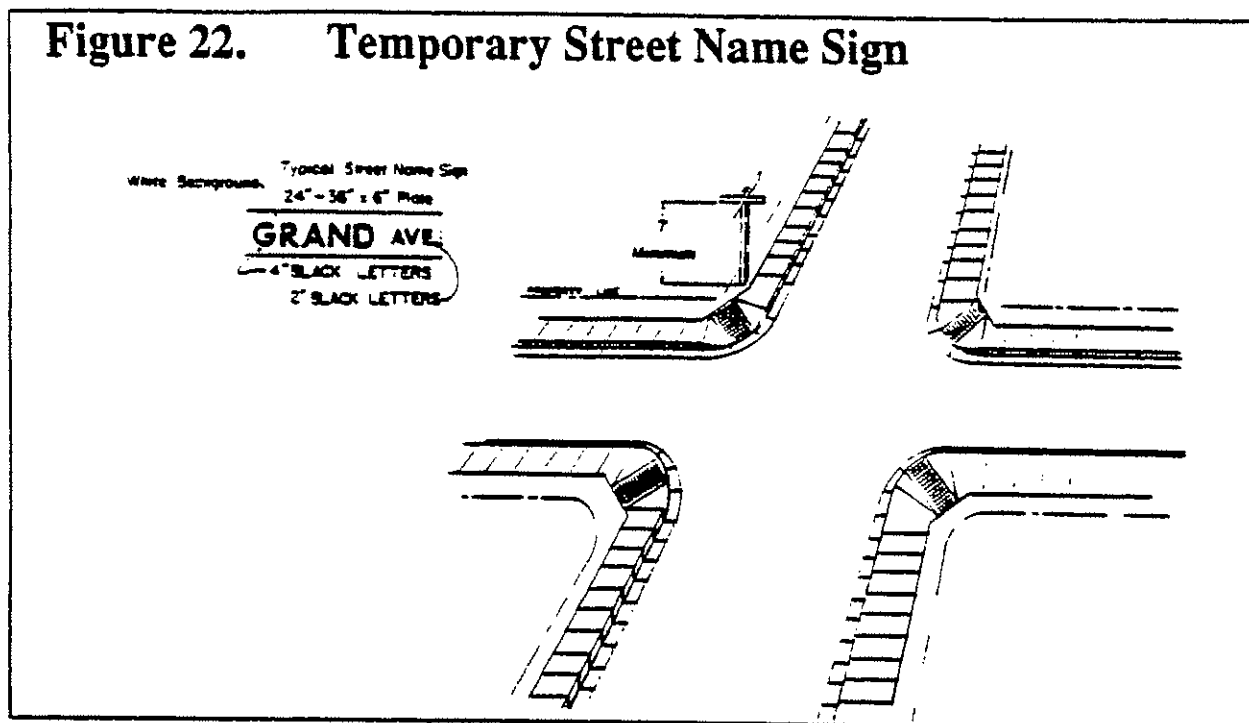 Figure 22. Temporary Street Name Sign
Typical Street Name Sign
White Background.
24" - 36" x 6" Plate
GRAND AVE.
4" BLACK LETTERS
2" BLACK LETTERS
7'
Minimum
PROPERTY LINE